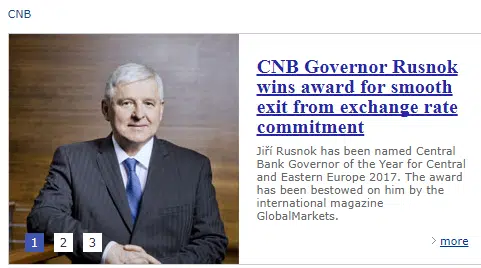 CNB
CNB Governor Rusnok
wins award for smooth
exit from exchange rate
commitment
Jiří Rusnok has been named Central
Bank Governor of the Year for Central
and Eastern Europe 2017. The award
has been bestowed on him by the
international magazine
GlobalMarkets.
1 2 3
more